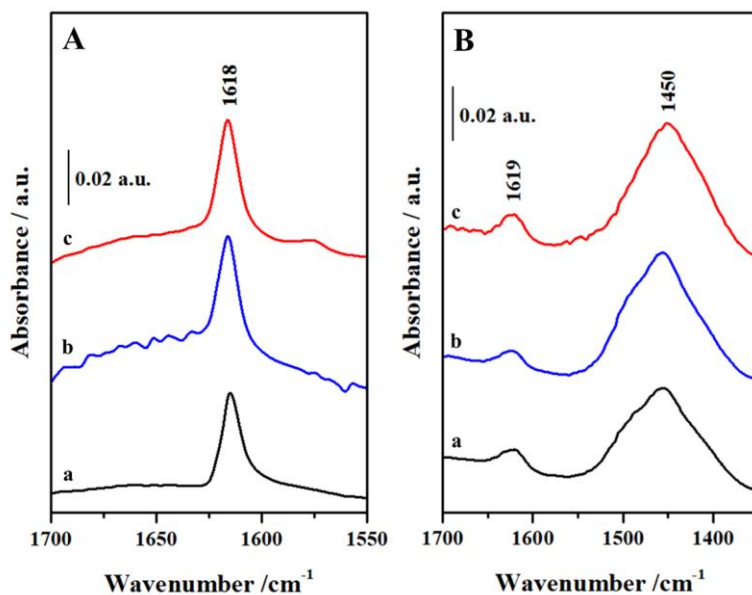 A
1618
0.02 a.u.
c
b
a
Absorbance / a.u.
1700
1650
1600
1550
Wavenumber /cm⁻¹
B
1450
0.02 a.u.
1619
c
b
a
Absorbance / a.u.
1700
1600
1500
1400
Wavenumber /cm⁻¹